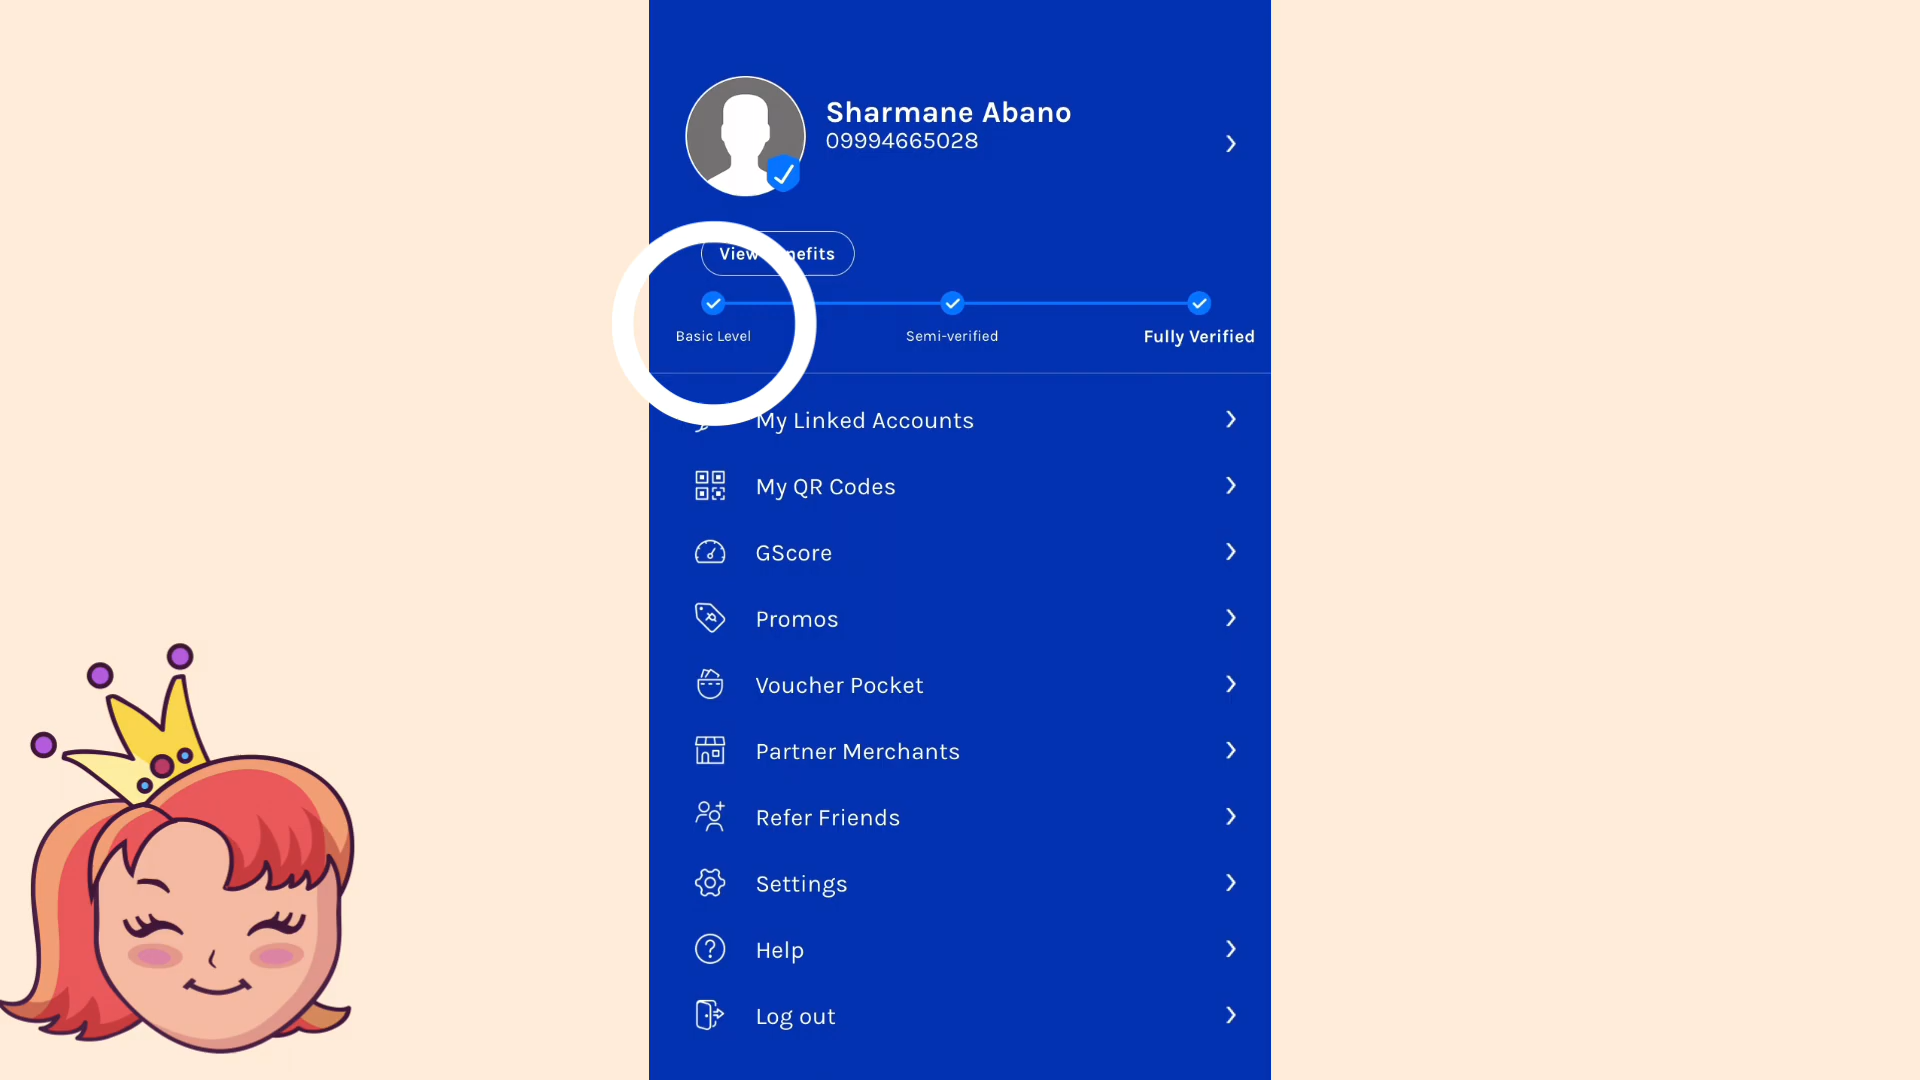 Sharmane Abano
09994665028
View nefits
Basic Level
Semi-verified
Fully Verified
My Linked Accounts
My QR Codes
GScore
Promos
Voucher Pocket
Partner Merchants
Refer Friends
Settings
Help
Log out